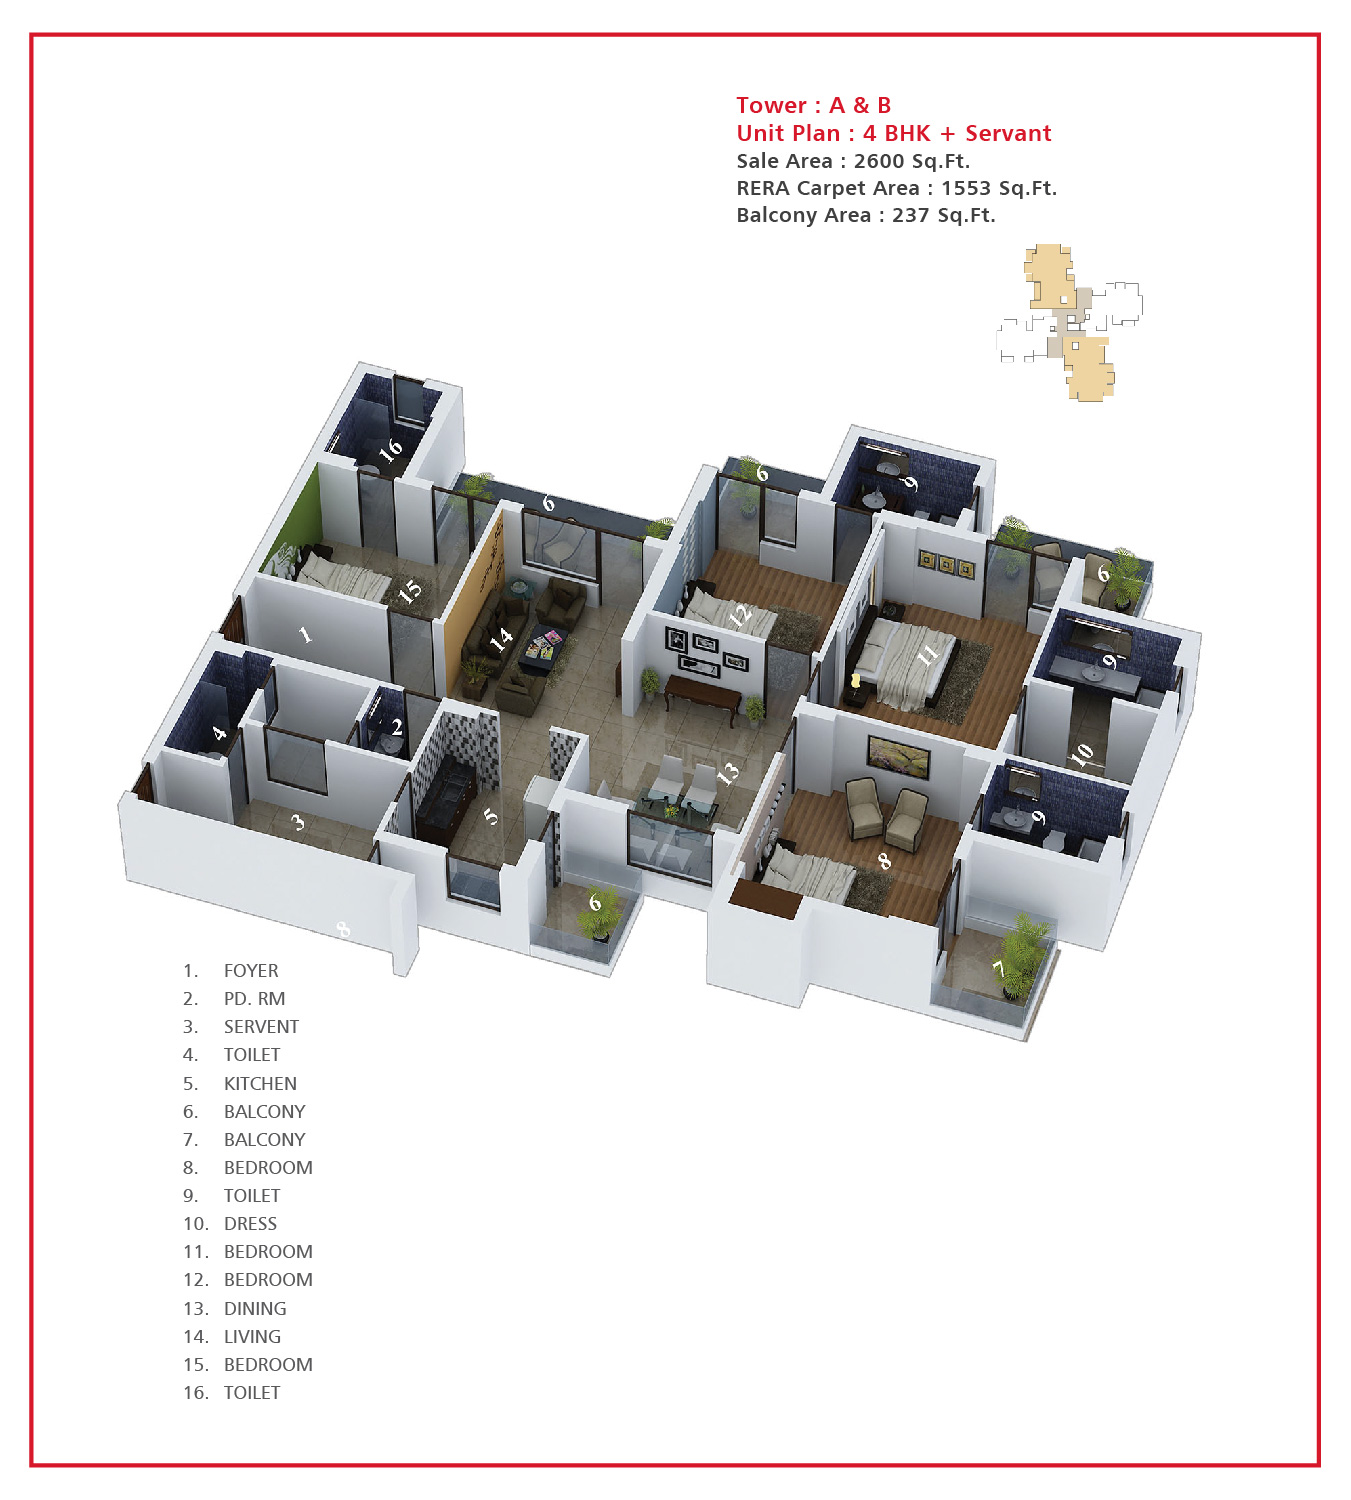 Tower : A & B
Unit Plan : 4 BHK + Servant
Sale Area : 2600 Sq.Ft.
RERA Carpet Area : 1553 Sq.Ft.
Balcony Area : 237 Sq.Ft.
16
6
6
9
15
1
14
12
11
6
9
4
2
13
10
3
5
8
9
6
7
8
1. FOYER
2. PD. RM
3. SERVENT
4. TOILET
5. KITCHEN
6. BALCONY
7. BALCONY
8. BEDROOM
9. TOILET
10. DRESS
11. BEDROOM
12. BEDROOM
13. DINING
14. LIVING
15. BEDROOM
16. TOILET